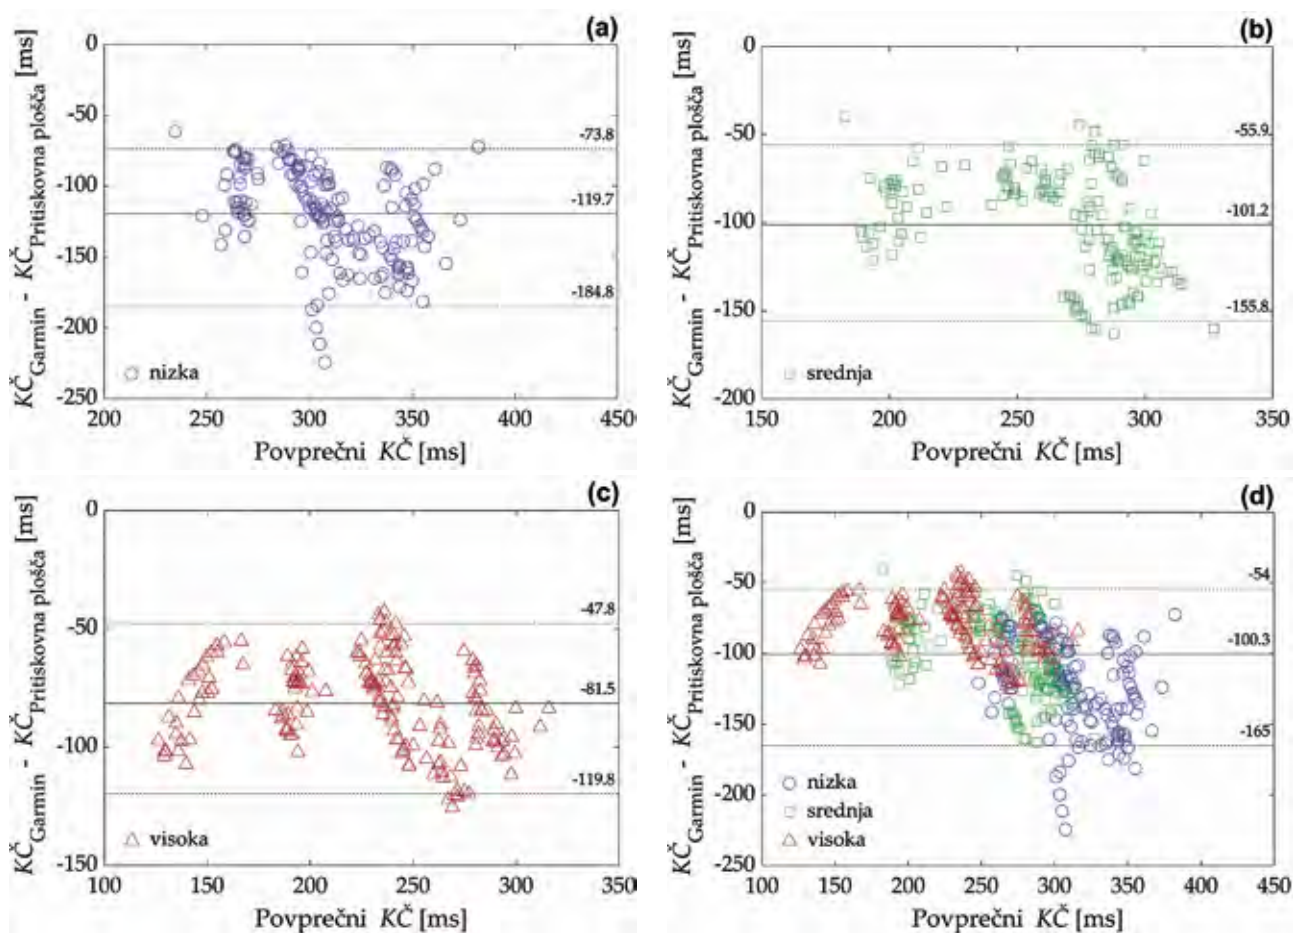 (a)
KČGarmin - KČPritiskovna plošča [ms]
0
-50
-100
-150
-200
-250
-73.8
-119.7
-184.8
nizka
200 250 300 350 400 450
Povprečni KČ [ms]
(b)
KČGarmin - KČPritiskovna plošča [ms]
0
-50
-100
-150
-200
-55.9
-101.2
-155.8
srednja
150 200 250 300 350
Povprečni KČ [ms]
(c)
KČGarmin - KČPritiskovna plošča [ms]
0
-50
-100
-150
-47.8
-81.5
-119.8
visoka
100 150 200 250 300 350
Povprečni KČ [ms]
(d)
KČGarmin - KČPritiskovna plošča [ms]
0
-50
-100
-150
-200
-250
-54
-100.3
-165
nizka
srednja
visoka
100 150 200 250 300 350 400 450
Povprečni KČ [ms]